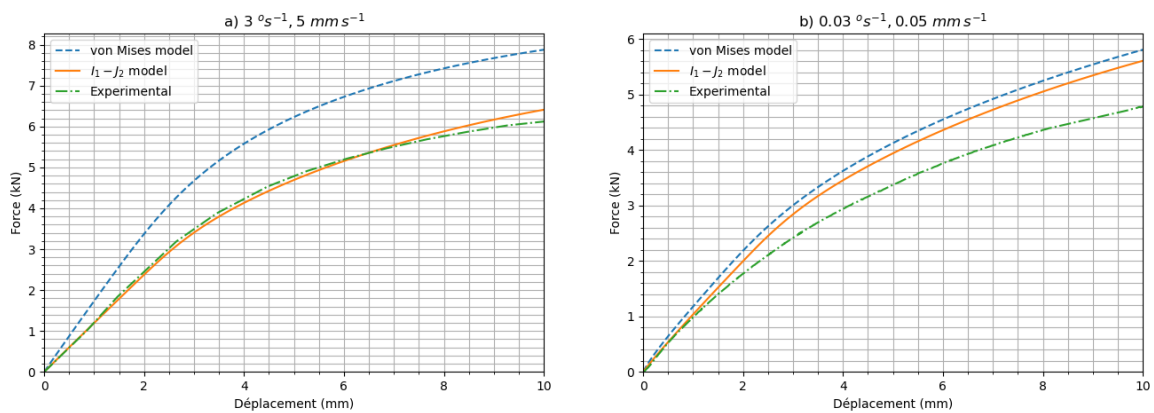 a) 3 °s⁻¹, 5 mm s⁻¹
8
7
6
5
4
3
2
1
0
Force (kN)
von Mises model
I₁ − J₂ model
Experimental
0 2 4 6 8 10
Déplacement (mm)
b) 0.03 °s⁻¹, 0.05 mm s⁻¹
6
5
4
3
2
1
0
Force (kN)
von Mises model
I₁ − J₂ model
Experimental
0 2 4 6 8 10
Déplacement (mm)